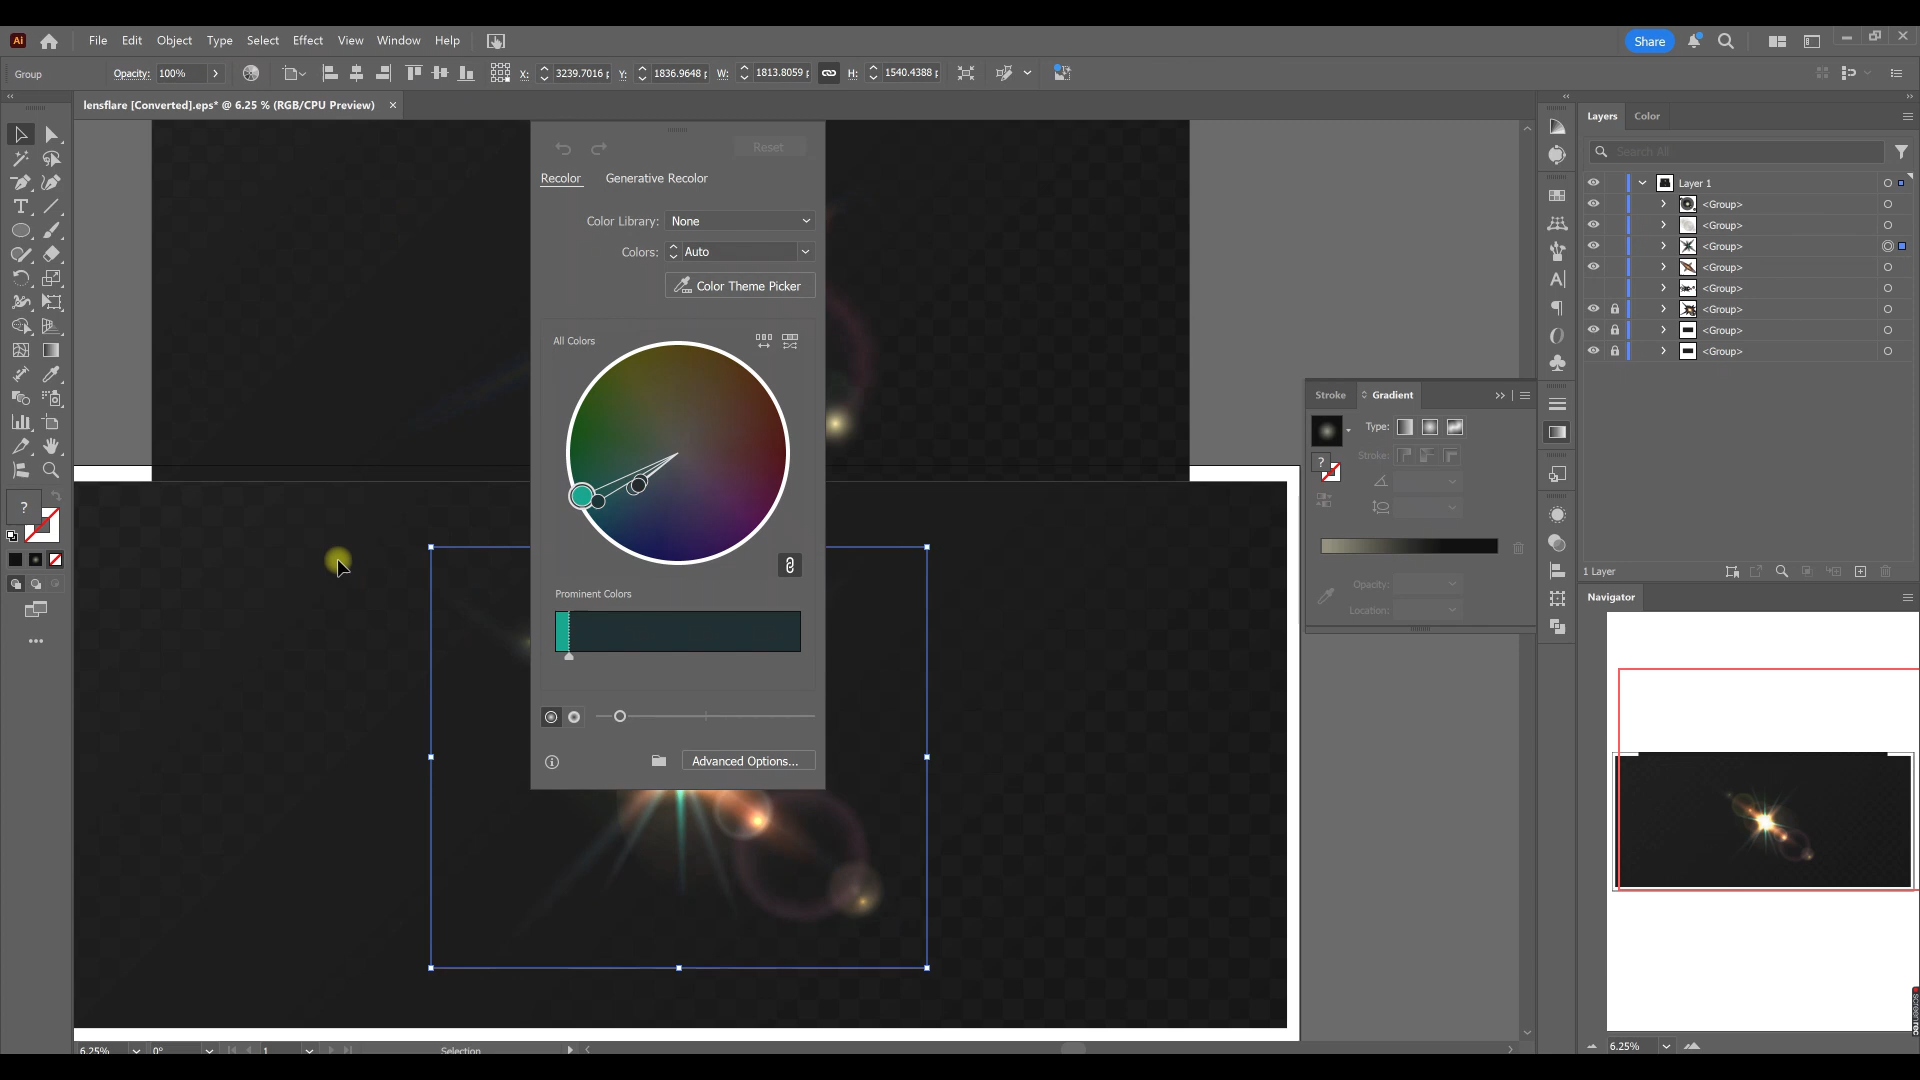 Ai File Edit Object Type Select Effect View Window Help Share
Group Opacity: 100% X: 3239.7016 p Y: 1836.9648 p W: 1813.8059 p H: 1540.4388 p
lensflare [Converted].eps* @ 6.25 % (RGB/CPU Preview) ×
Layers Color
Search All
Layer 1
<Group>
<Group>
<Group>
<Group>
<Group>
<Group>
<Group>
<Group>
Reset
Recolor Generative Recolor
Color Library: None
Colors: Auto
Color Theme Picker
All Colors
Prominent Colors
Advanced Options...
Stroke Gradient
Type:
Stroke:
Opacity:
Location:
?
?
1 Layer
Navigator
6.25%
6.25% 0° 1 Selection
screenrec